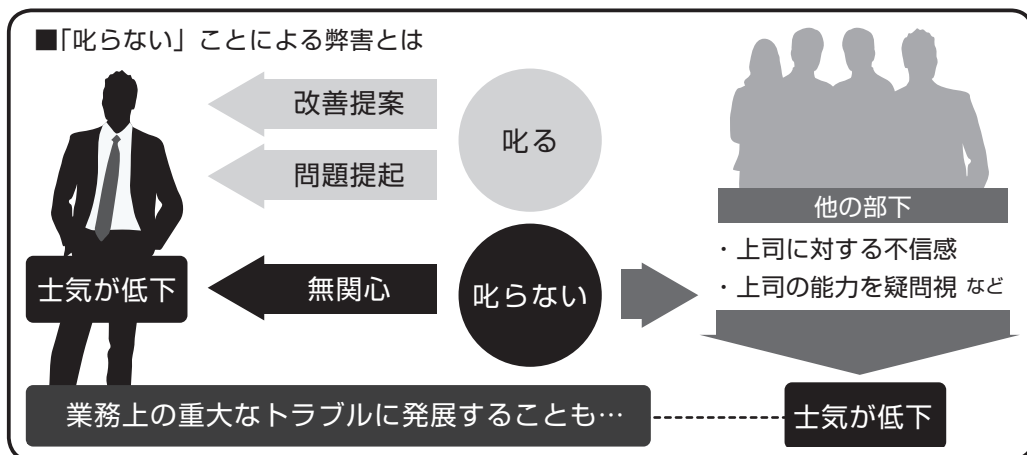 ■「叱らない」ことによる弊害とは
改善提案
問題提起
叱る
無関心
叱らない
士気が低下
他の部下
・上司に対する不信感
・上司の能力を疑問視 など
業務上の重大なトラブルに発展することも…
士気が低下